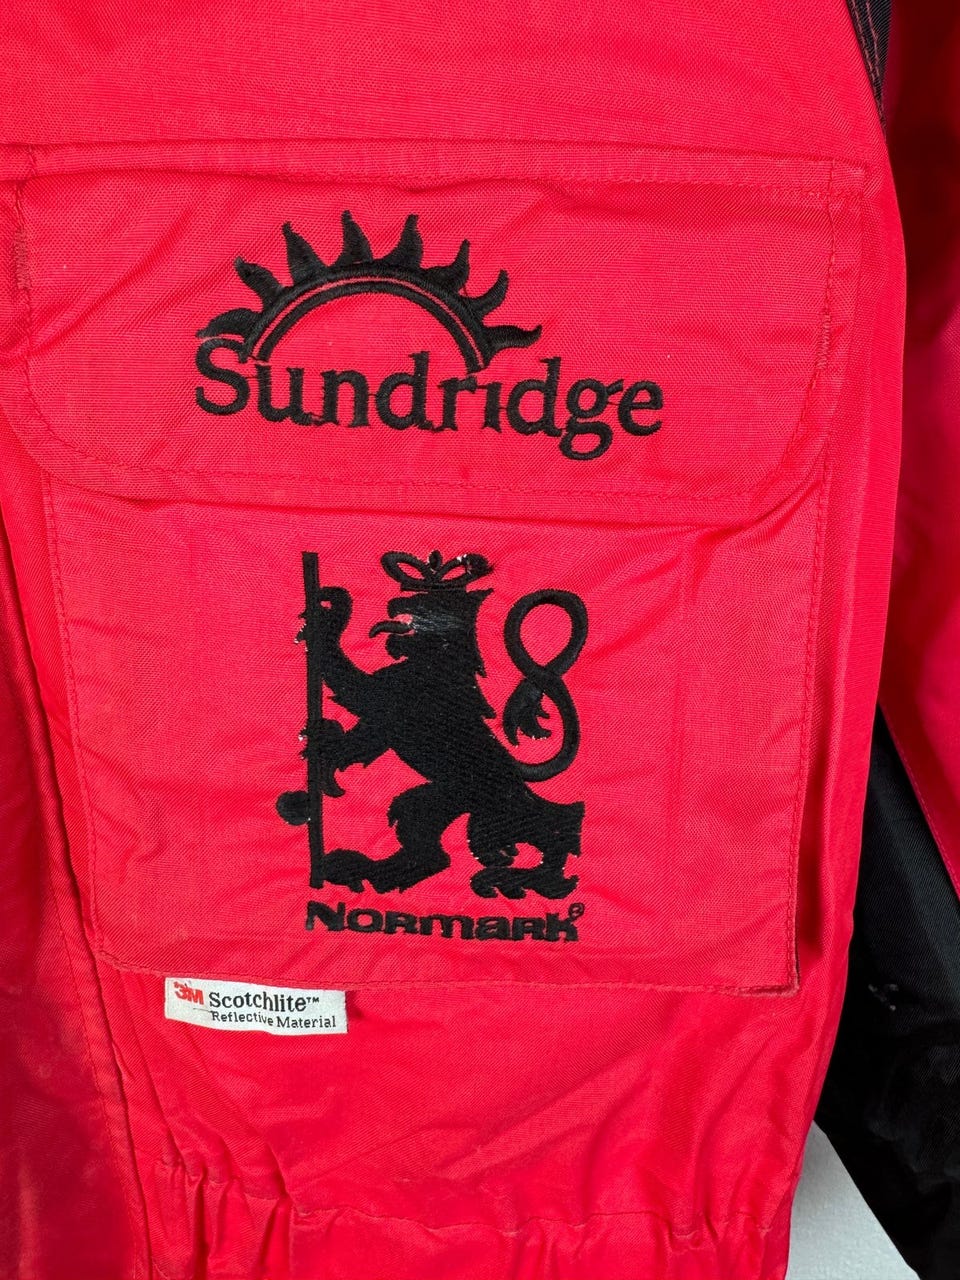 Sundridge
NORMARK®
3M Scotchlite™
Reflective Material